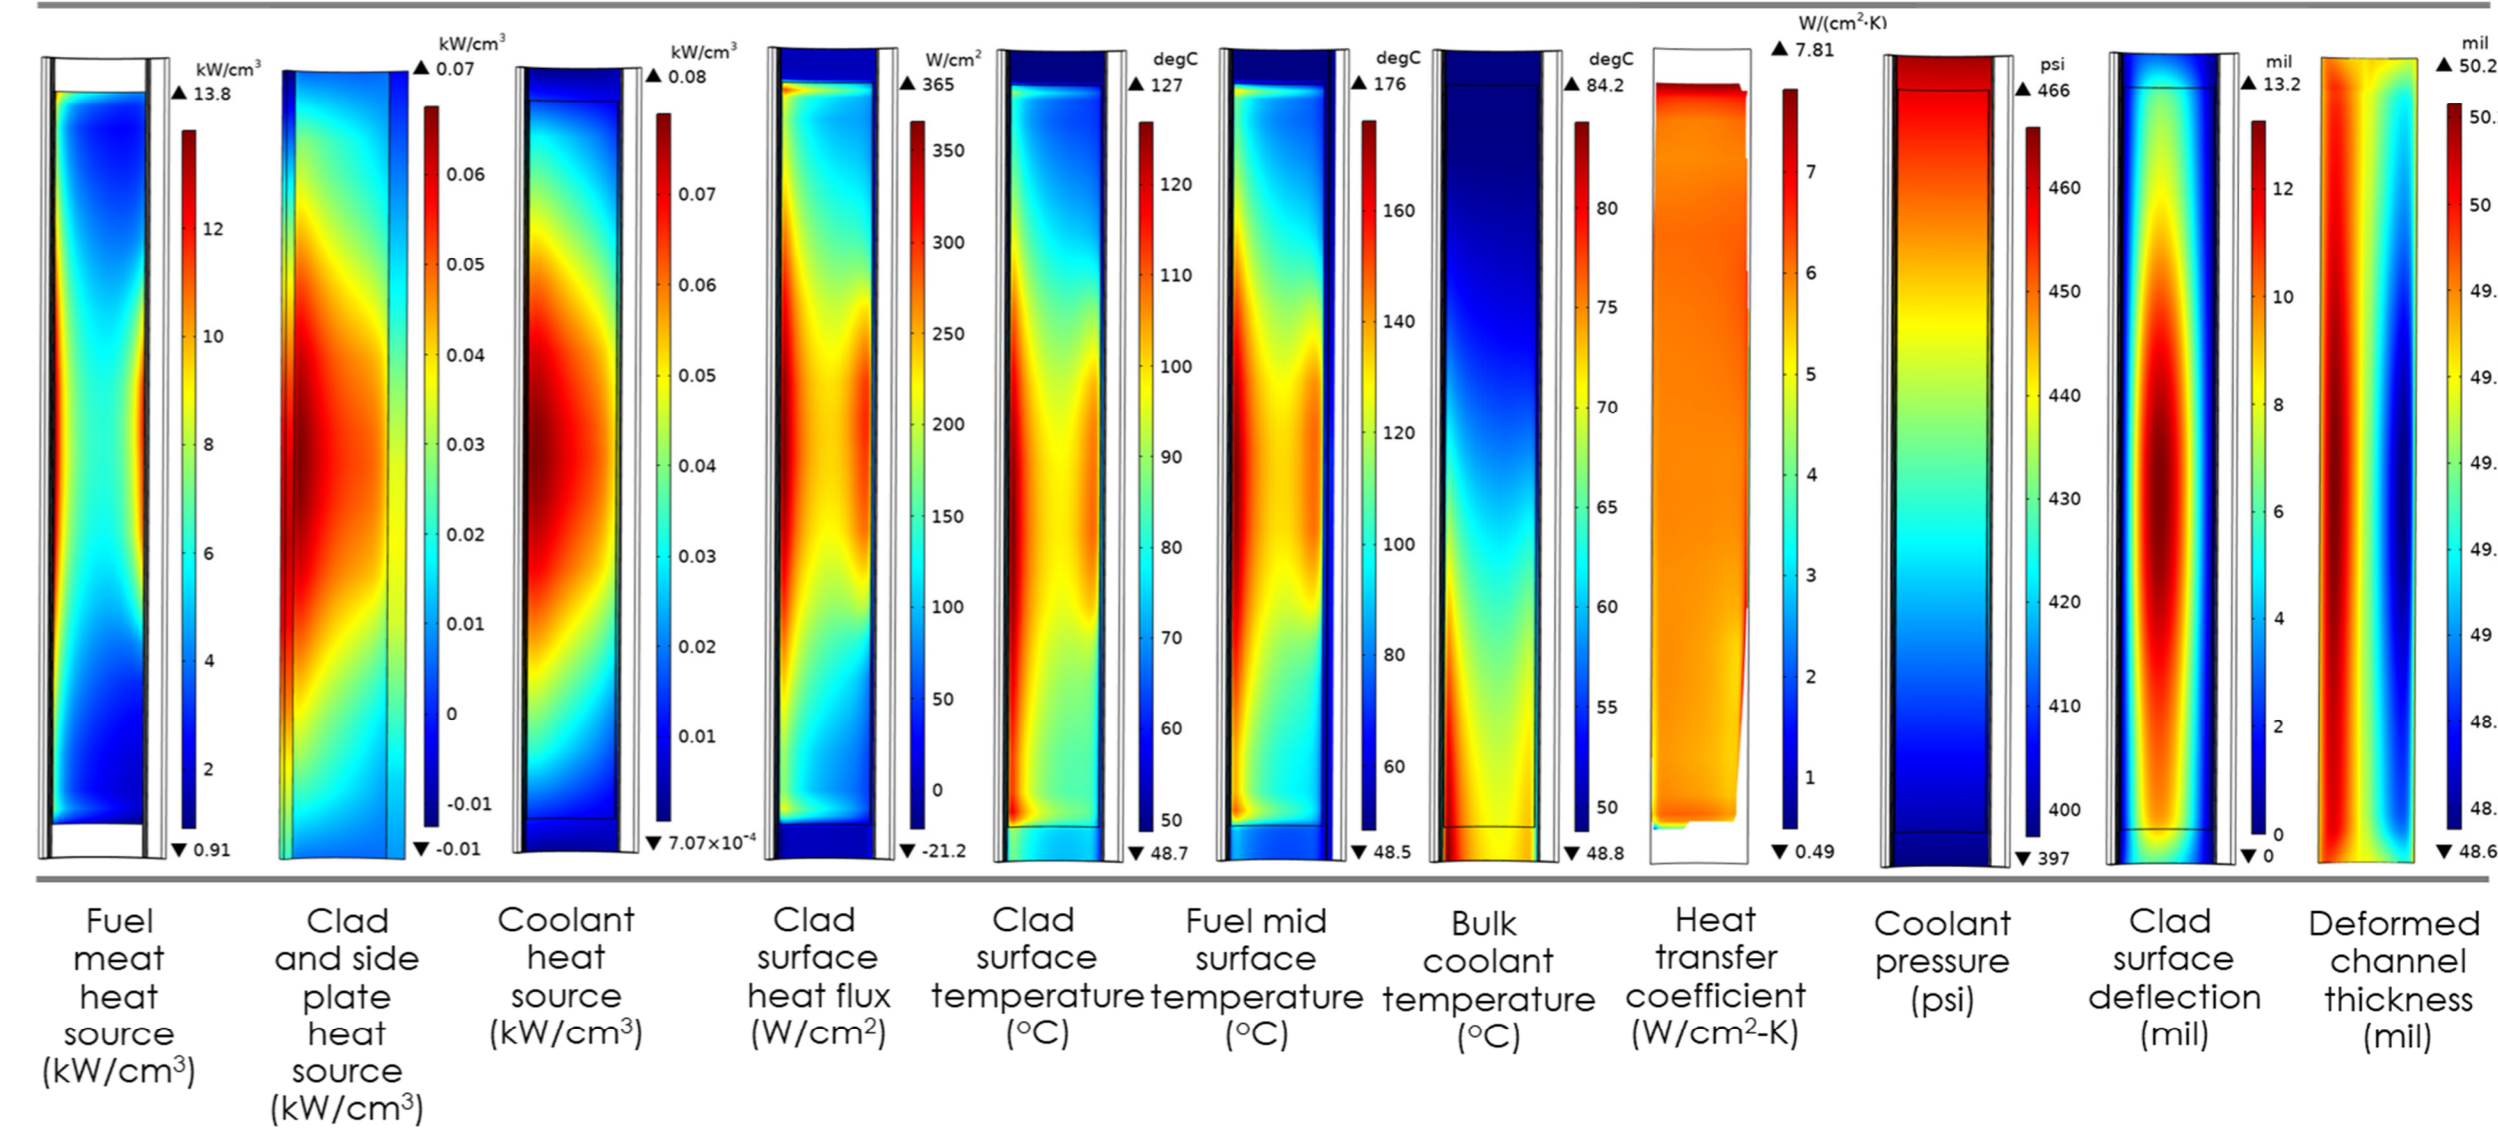 kW/cm³
▲ 13.8
12
10
8
6
4
2
▼ 0.91
kW/cm³
▲ 0.07
0.06
0.05
0.04
0.03
0.02
0.01
0
-0.01
▼ -0.01
kW/cm³
▲ 0.08
0.07
0.06
0.05
0.04
0.03
0.02
0.01
▼ 7.07×10⁻⁴
W/cm²
▲ 365
350
300
250
200
150
100
50
0
▼ -21.2
degC
▲ 127
120
110
100
90
80
70
60
50
▼ 48.7
degC
▲ 176
160
140
120
100
80
60
▼ 48.5
degC
▲ 84.2
80
75
70
65
60
55
50
▼ 48.8
W/(cm²·K)
▲ 7.81
7
6
5
4
3
2
1
▼ 0.49
psi
▲ 466
460
450
440
430
420
410
400
▼ 397
mil
▲ 13.2
12
10
8
6
4
2
0
▼ 0
mil
▲ 50.2
50.
50
49.
49.
49.
49.
49
48.
48.
▼ 48.6
Fuel
meat
heat
source
(kW/cm³)
Clad
and side
plate
heat
source
(kW/cm³)
Coolant
heat
source
(kW/cm³)
Clad
surface
heat flux
(W/cm²)
Clad
surface
temperature
(°C)
Fuel mid
surface
temperature
(°C)
Bulk
coolant
temperature
(°C)
Heat
transfer
coefficient
(W/cm²-K)
Coolant
pressure
(psi)
Clad
surface
deflection
(mil)
Deformed
channel
thickness
(mil)